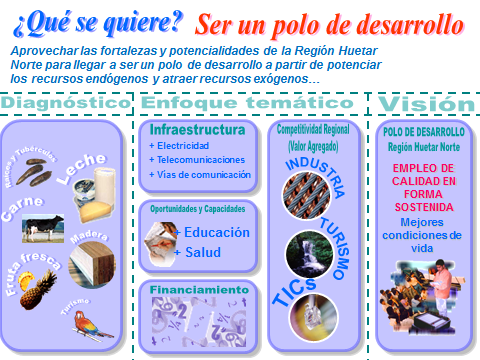 ¿Qué se quiere? Ser un polo de desarrollo
Aprovechar las fortalezas y potencialidades de la Región Huetar
Norte para llegar a ser un polo de desarrollo a partir de potenciar
los recursos endógenos y atraer recursos exógenos…
Diagnóstico
Raíces y Tubérculos
Leche
Carne
Madera
Fruta fresca
Turismo
Enfoque temático
Infraestructura
+ Electricidad
+ Telecomunicaciones
+ Vías de comunicación
Oportunidades y Capacidades
+ Educación
+ Salud
Financiamiento
Competitividad Regional
(Valor Agregado)
INDUSTRIA
TURISMO
TICs
Visión
POLO DE DESARROLLO
Región Huetar Norte
EMPLEO DE
CALIDAD EN
FORMA
SOSTENIDA
Mejores
condiciones de
vida